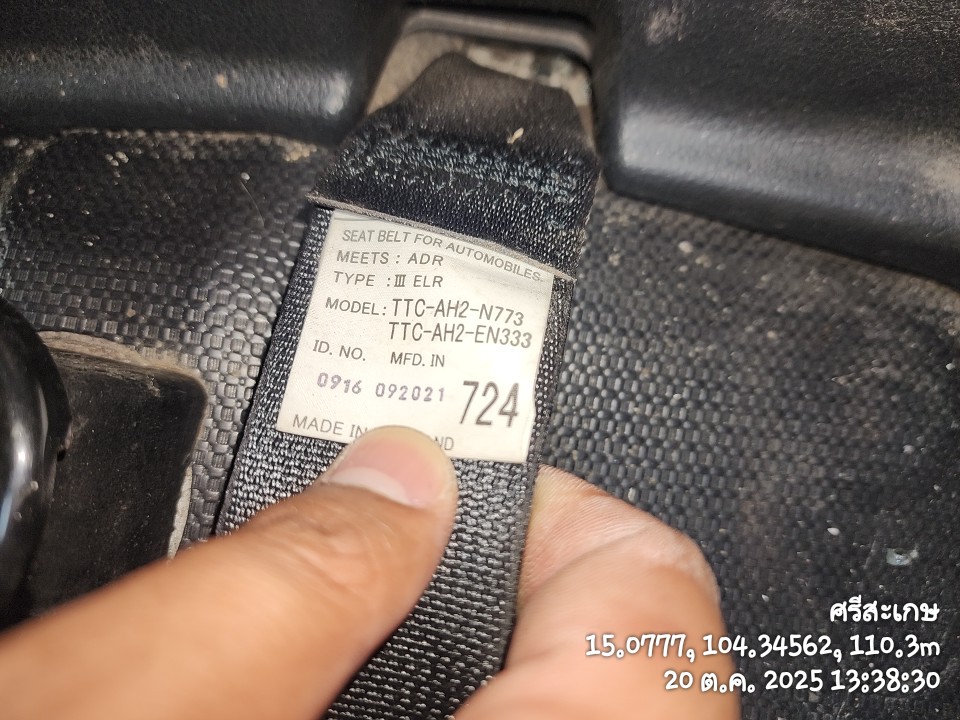 SEAT BELT FOR AUTOMOBILES.
MEETS : ADR
TYPE : III ELR
MODEL: TTC-AH2-N773
TTC-AH2-EN333
ID. NO. MFD. IN
0916 092021 724
MADE IN
ศรีสะเกษ
15.0777, 104.34562, 110.3m
20 ต.ค. 2025 13:38:30